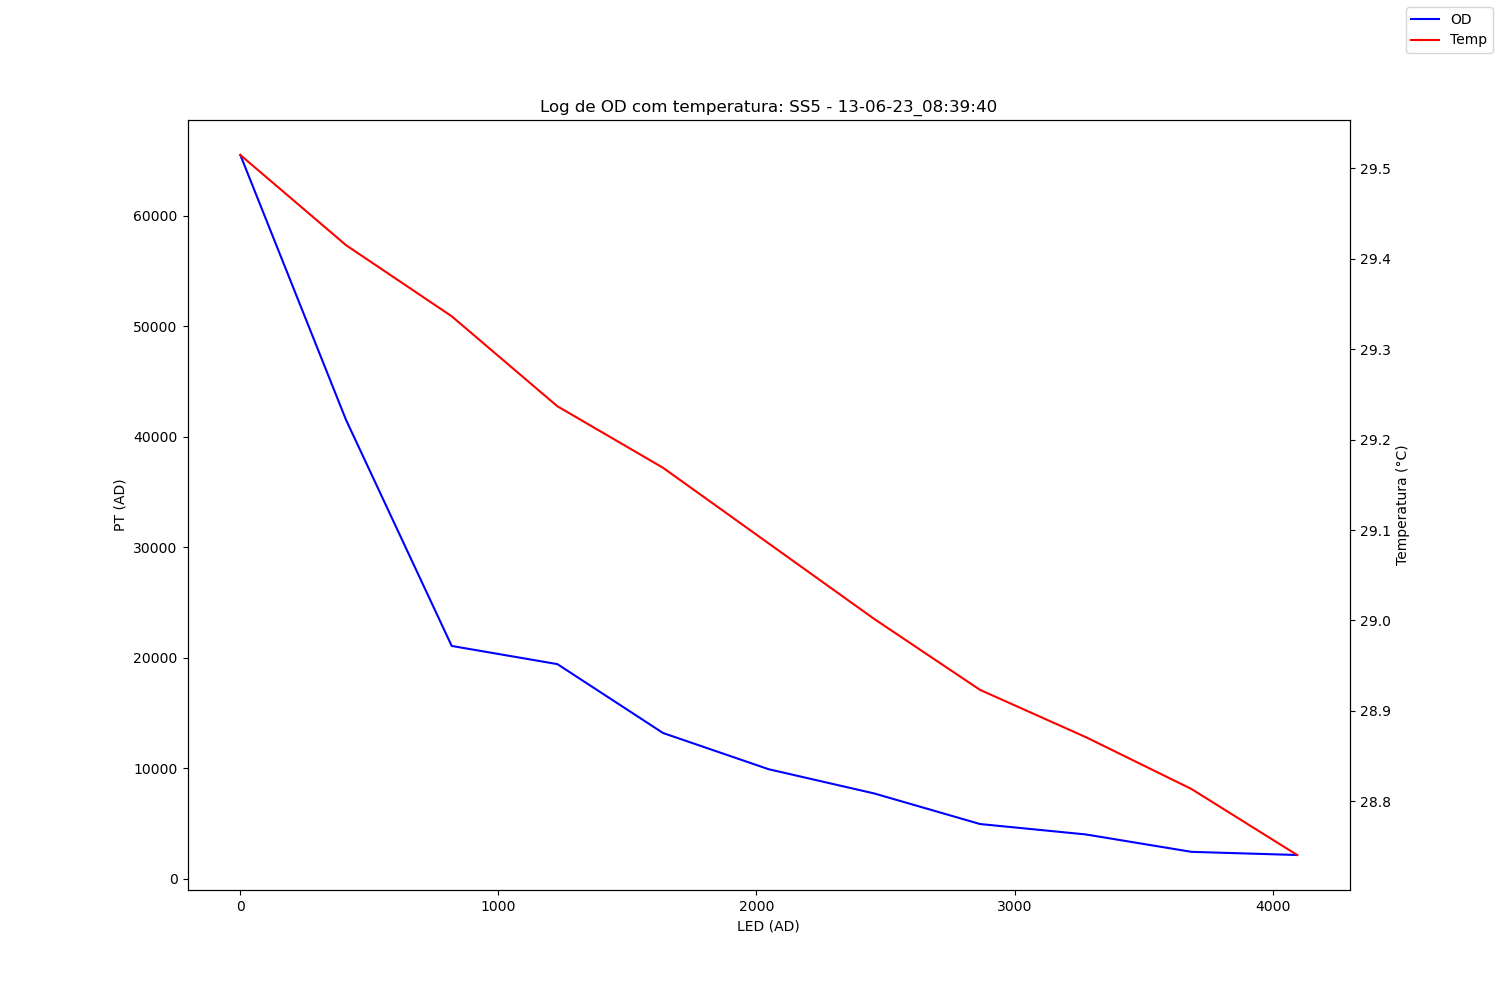 OD
Temp
Log de OD com temperatura: SS5 - 13-06-23_08:39:40
60000
50000
40000
30000
20000
10000
0
PT (AD)
29.5
29.4
29.3
29.2
29.1
29.0
28.9
28.8
Temperatura (°C)
0 1000 2000 3000 4000
LED (AD)